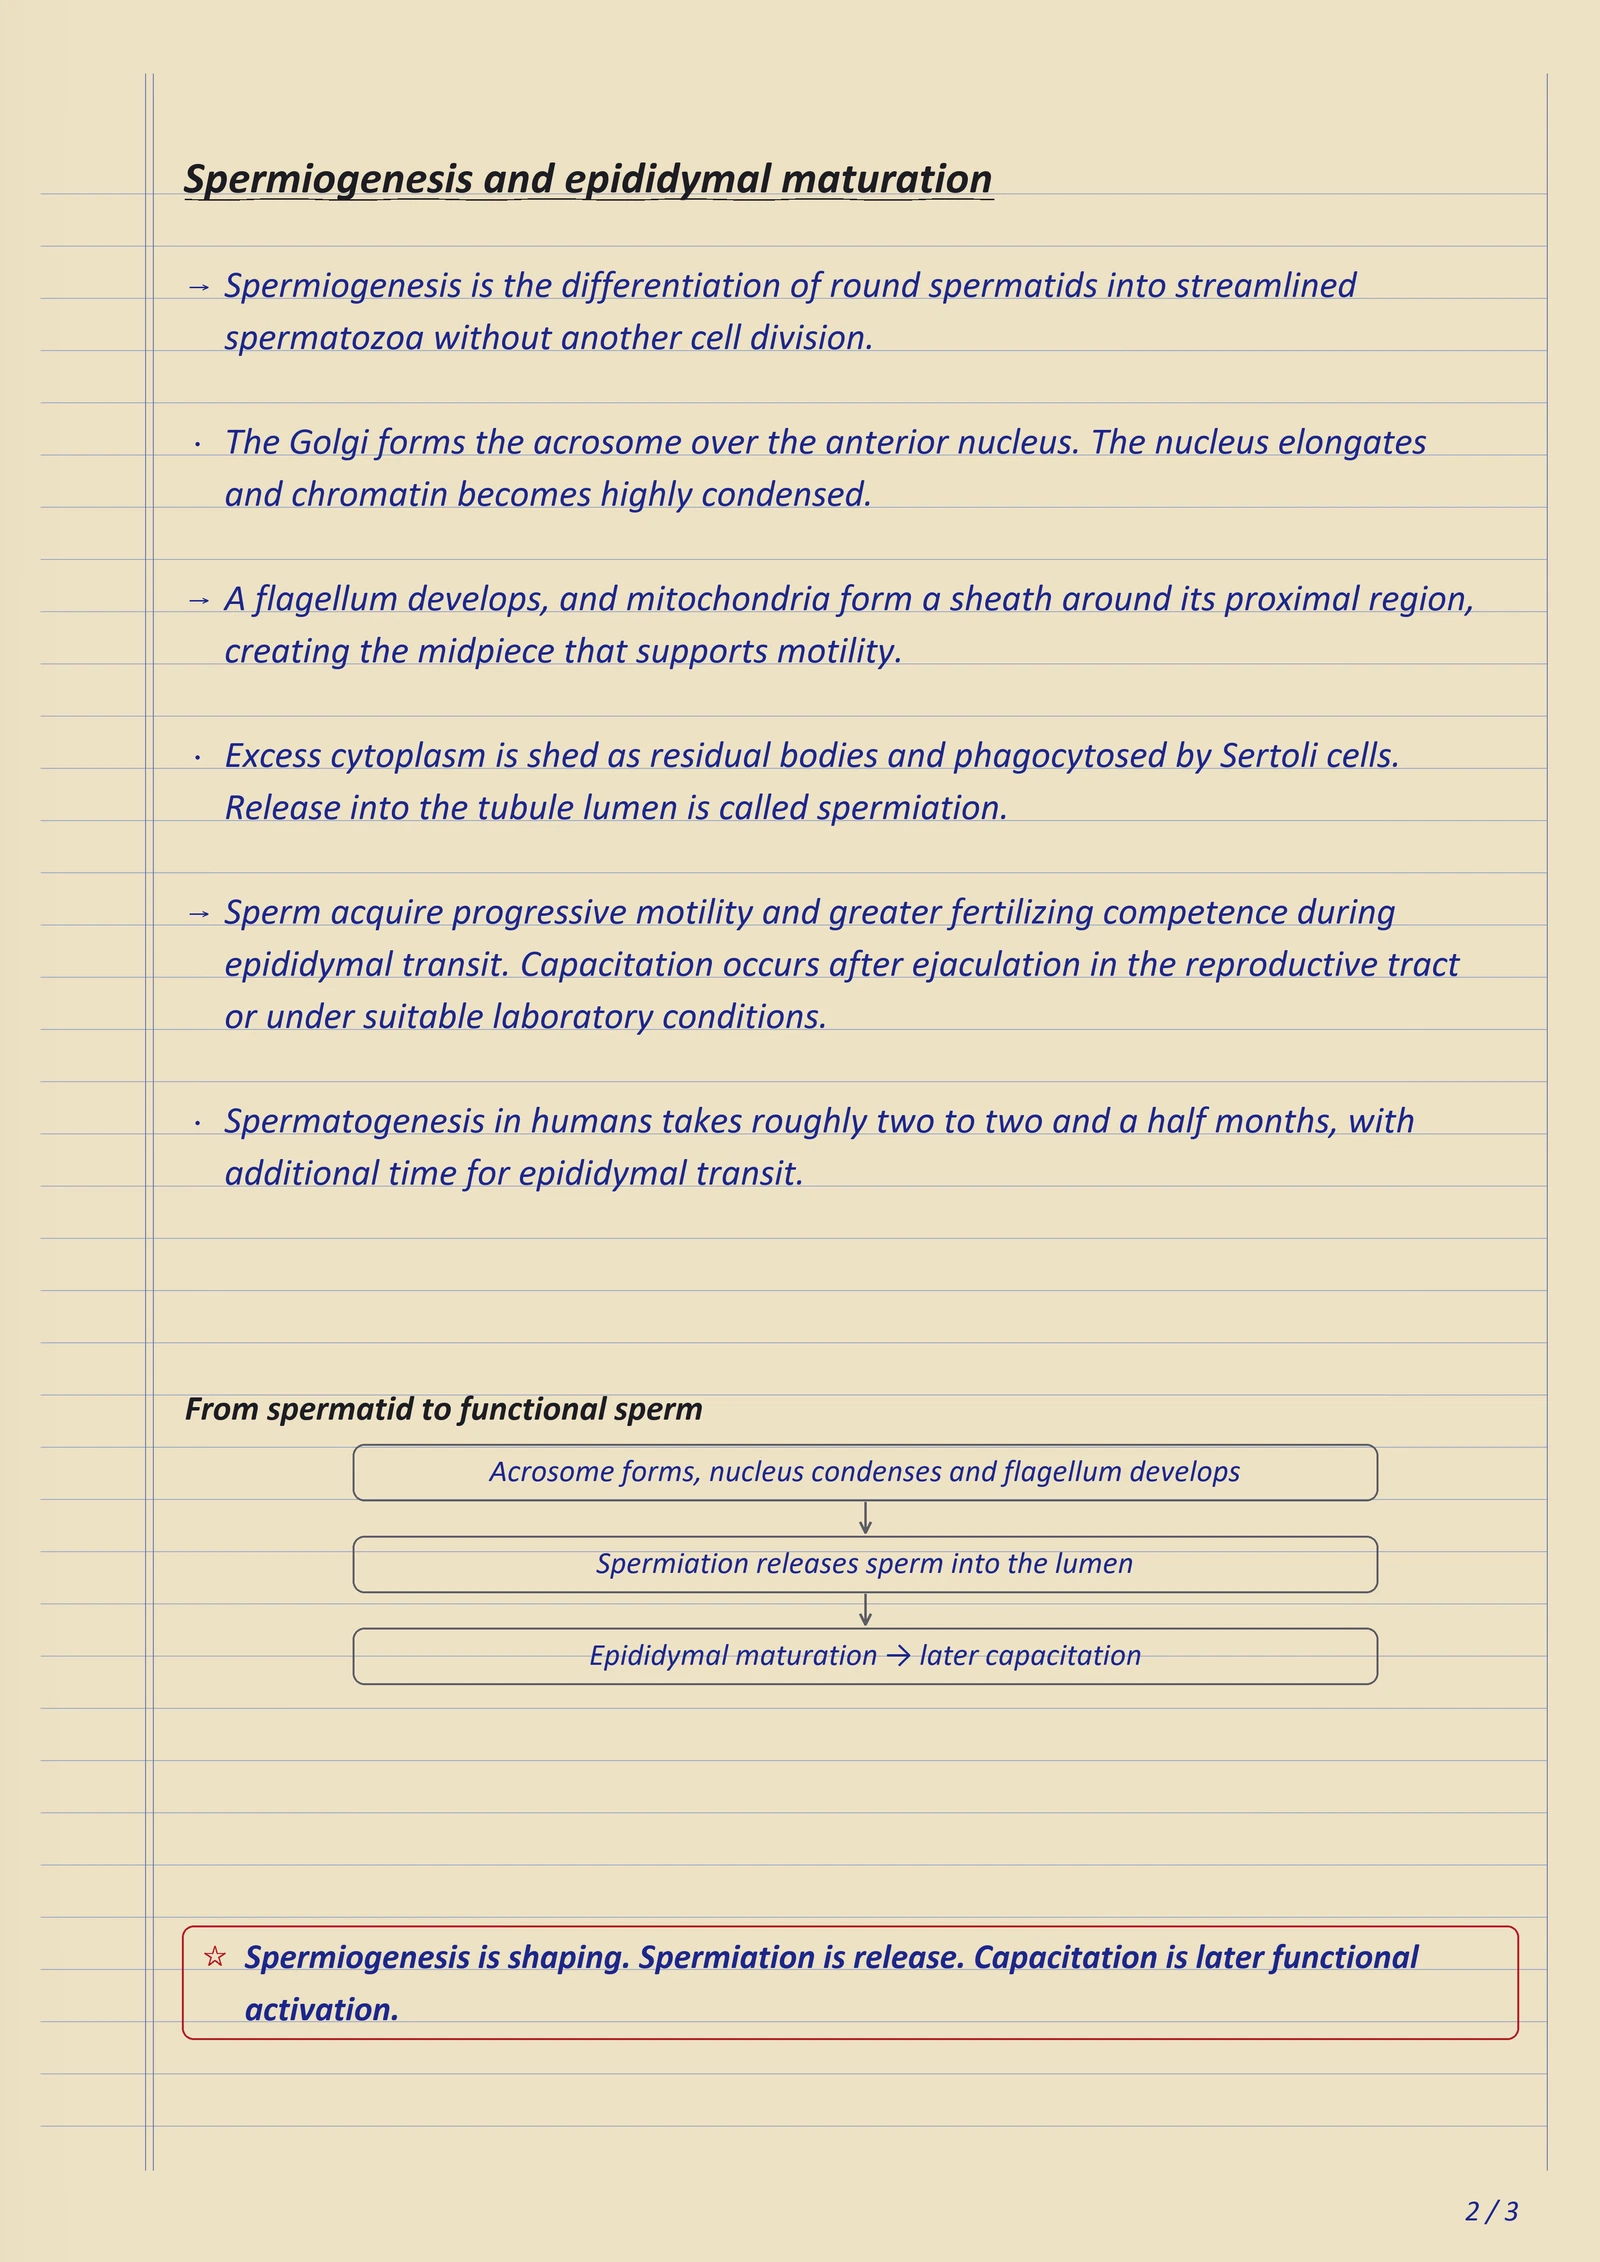 Spermiogenesis and epididymal maturation
→ Spermiogenesis is the differentiation of round spermatids into streamlined
spermatozoa without another cell division.
· The Golgi forms the acrosome over the anterior nucleus. The nucleus elongates
and chromatin becomes highly condensed.
→ A flagellum develops, and mitochondria form a sheath around its proximal region,
creating the midpiece that supports motility.
· Excess cytoplasm is shed as residual bodies and phagocytosed by Sertoli cells.
Release into the tubule lumen is called spermiation.
→ Sperm acquire progressive motility and greater fertilizing competence during
epididymal transit. Capacitation occurs after ejaculation in the reproductive tract
or under suitable laboratory conditions.
· Spermatogenesis in humans takes roughly two to two and a half months, with
additional time for epididymal transit.
From spermatid to functional sperm
Acrosome forms, nucleus condenses and flagellum develops
Spermiation releases sperm into the lumen
Epididymal maturation → later capacitation
☆ Spermiogenesis is shaping. Spermiation is release. Capacitation is later functional
activation.
2 / 3